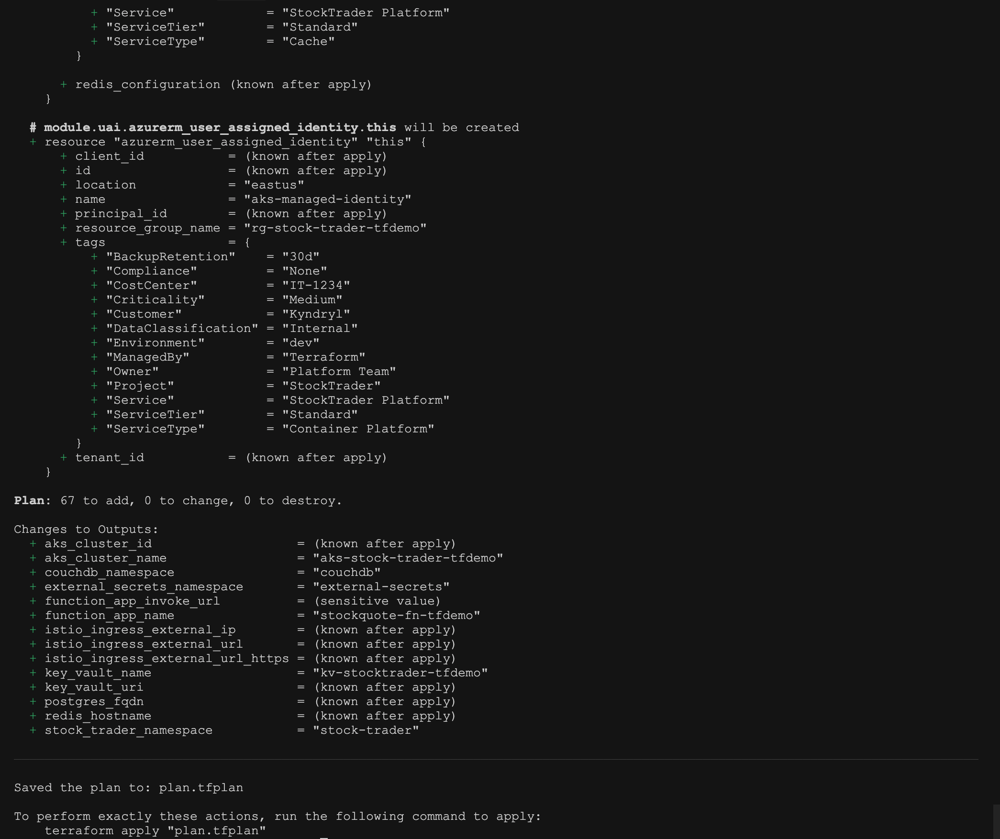 + "Service"            = "StockTrader Platform"
          + "ServiceTier"        = "Standard"
          + "ServiceType"        = "Cache"
        }

      + redis_configuration (known after apply)
    }

  # module.uai.azurerm_user_assigned_identity.this will be created
  + resource "azurerm_user_assigned_identity" "this" {
      + client_id           = (known after apply)
      + id                  = (known after apply)
      + location            = "eastus"
      + name                = "aks-managed-identity"
      + principal_id        = (known after apply)
      + resource_group_name = "rg-stock-trader-tfdemo"
      + tags                = {
          + "BackupRetention"    = "30d"
          + "Compliance"         = "None"
          + "CostCenter"         = "IT-1234"
          + "Criticality"        = "Medium"
          + "Customer"           = "Kyndryl"
          + "DataClassification" = "Internal"
          + "Environment"        = "dev"
          + "ManagedBy"          = "Terraform"
          + "Owner"              = "Platform Team"
          + "Project"            = "StockTrader"
          + "Service"            = "StockTrader Platform"
          + "ServiceTier"        = "Standard"
          + "ServiceType"        = "Container Platform"
        }
      + tenant_id           = (known after apply)
    }

Plan: 67 to add, 0 to change, 0 to destroy.

Changes to Outputs:
  + aks_cluster_id                   = (known after apply)
  + aks_cluster_name                 = "aks-stock-trader-tfdemo"
  + couchdb_namespace                = "couchdb"
  + external_secrets_namespace       = "external-secrets"
  + function_app_invoke_url          = (sensitive value)
  + function_app_name                = "stockquote-fn-tfdemo"
  + istio_ingress_external_ip        = (known after apply)
  + istio_ingress_external_url       = (known after apply)
  + istio_ingress_external_url_https = (known after apply)
  + key_vault_name                   = "kv-stocktrader-tfdemo"
  + key_vault_uri                    = (known after apply)
  + postgres_fqdn                    = (known after apply)
  + redis_hostname                   = (known after apply)
  + stock_trader_namespace           = "stock-trader"

Saved the plan to: plan.tfplan

To perform exactly these actions, run the following command to apply:
    terraform apply "plan.tfplan"